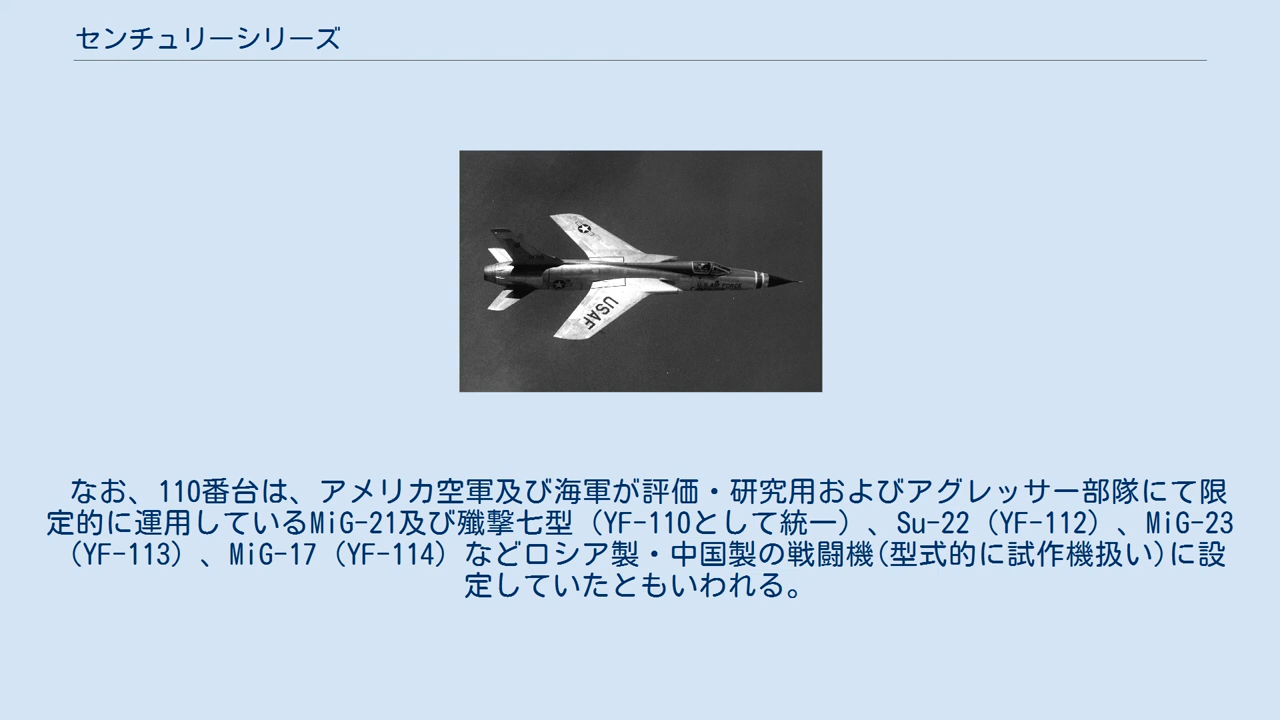 センチュリーシリーズ
USAF
なお、110番台は、アメリカ空軍及び海軍が評価・研究用およびアグレッサー部隊にて限
定的に運用しているMiG-21及び殲撃七型（YF-110として統一）、Su-22（YF-112）、MiG-23
（YF-113）、MiG-17（YF-114）などロシア製・中国製の戦闘機(型式的に試作機扱い)に設
定していたともいわれる。